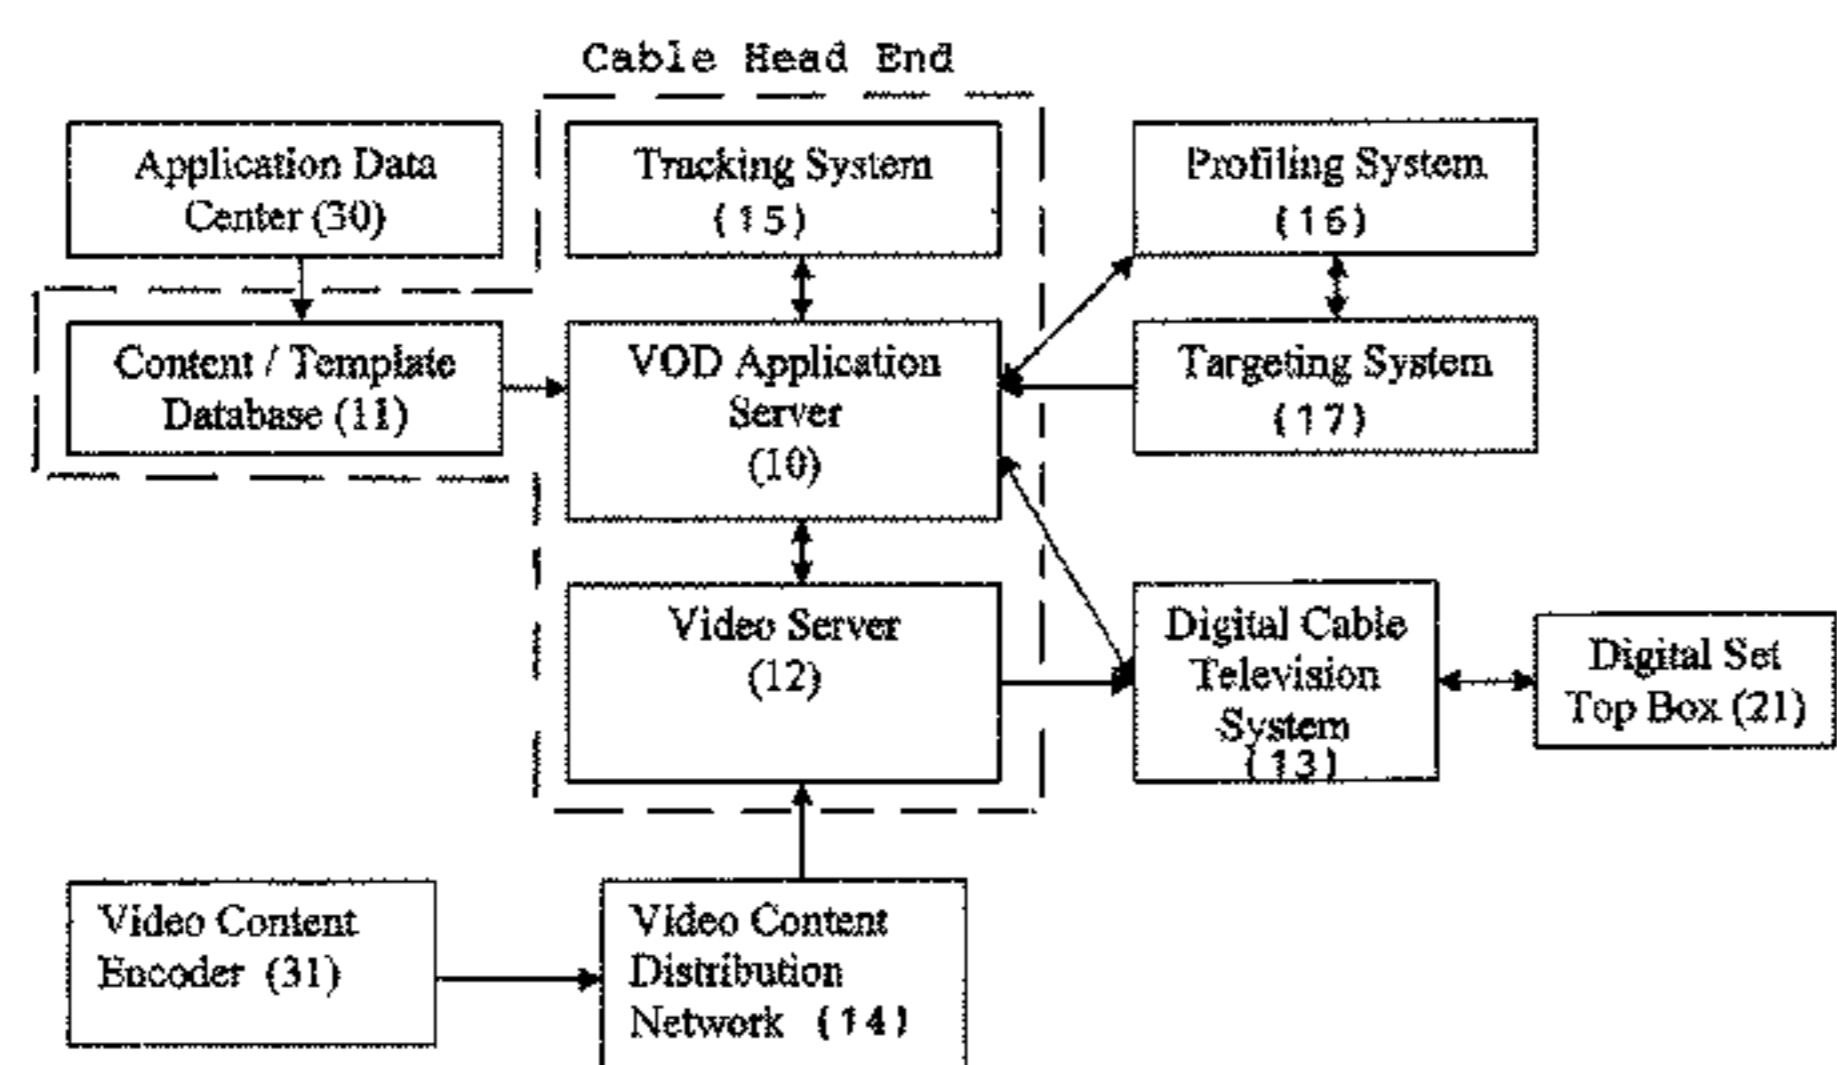 Cable Head End
Application Data
Center (30)
Tracking System
(15)
Profiling System
(16)
Content / Template
Database (11)
VOD Application
Server
(10)
Targeting System
(17)
Video Server
(12)
Digital Cable
Television
System
(13)
Digital Set
Top Box (21)
Video Content
Encoder (31)
Video Content
Distribution
Network (14)